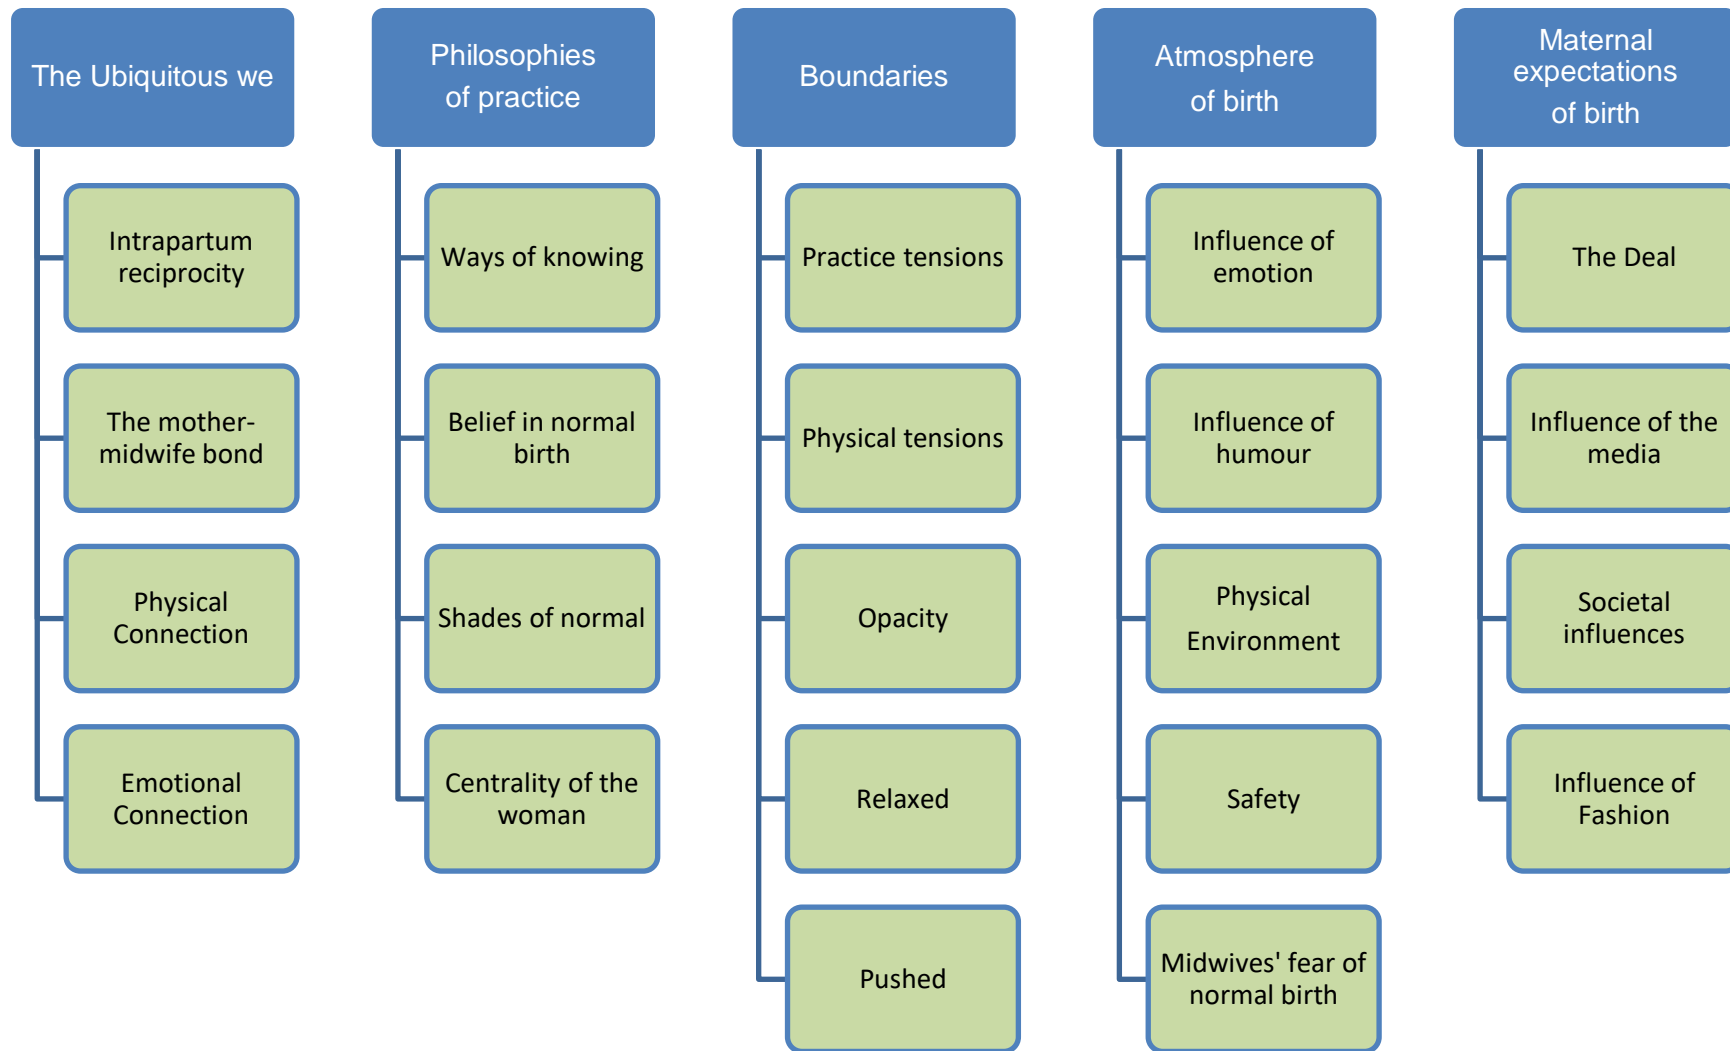 The Ubiquitous we
Intrapartum
reciprocity
The mother-
midwife bond
Physical
Connection
Emotional
Connection
Philosophies
of practice
Ways of knowing
Belief in normal
birth
Shades of normal
Centrality of the
woman
Boundaries
Practice tensions
Physical tensions
Opacity
Relaxed
Pushed
Atmosphere
of birth
Influence of
emotion
Influence of
humour
Physical
Environment
Safety
Midwives' fear of
normal birth
Maternal
expectations
of birth
The Deal
Influence of the
media
Societal
influences
Influence of
Fashion